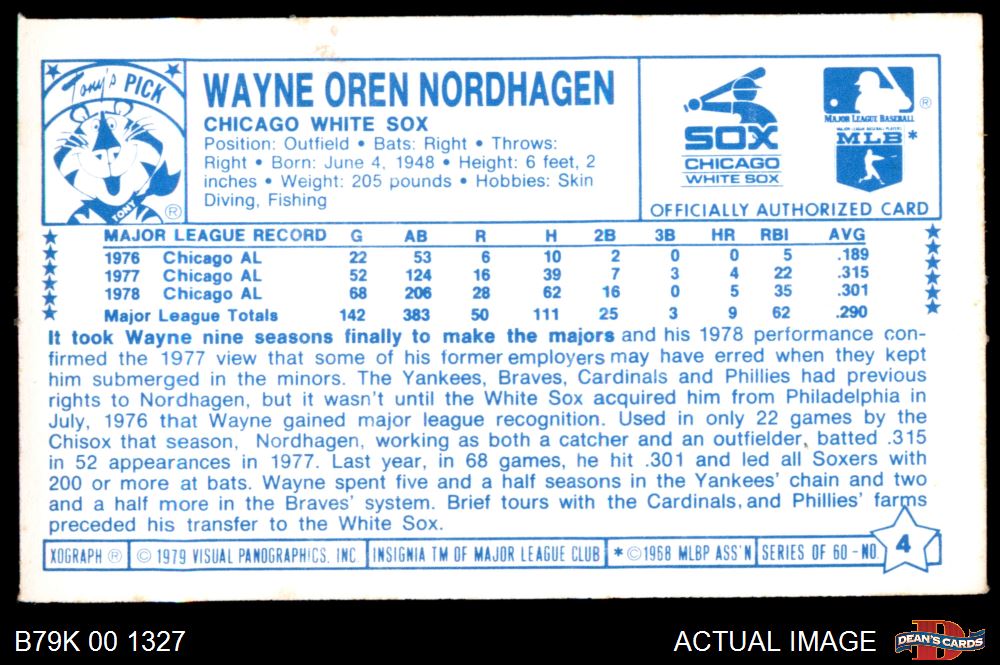 Tony's PICK
TONY
®
WAYNE OREN NORDHAGEN
CHICAGO WHITE SOX
Position: Outfield • Bats: Right • Throws:
Right • Born: June 4, 1948 • Height: 6 feet, 2
inches • Weight: 205 pounds • Hobbies: Skin
Diving, Fishing
SOX
CHICAGO
WHITE SOX
®
MAJOR LEAGUE BASEBALL
MAJOR LEAGUE BASEBALL PLAYERS
MLB *
OFFICIALLY AUTHORIZED CARD
MAJOR LEAGUE RECORD G AB R H 2B 3B HR RBI AVG
1976 Chicago AL 22 53 6 10 2 0 0 5 .189
1977 Chicago AL 52 124 16 39 7 3 4 22 .315
1978 Chicago AL 68 206 28 62 16 0 5 35 .301
Major League Totals 142 383 50 111 25 3 9 62 .290
It took Wayne nine seasons finally to make the majors and his 1978 performance con-
firmed the 1977 view that some of his former employers may have erred when they kept
him submerged in the minors. The Yankees, Braves, Cardinals and Phillies had previous
rights to Nordhagen, but it wasn't until the White Sox acquired him from Philadelphia in
July, 1976 that Wayne gained major league recognition. Used in only 22 games by the
Chisox that season, Nordhagen, working as both a catcher and an outfielder, batted .315
in 52 appearances in 1977. Last year, in 68 games, he hit .301 and led all Soxers with
200 or more at bats. Wayne spent five and a half seasons in the Yankees' chain and two
and a half more in the Braves' system. Brief tours with the Cardinals, and Phillies' farms
preceded his transfer to the White Sox.
XOGRAPH ® © 1979 VISUAL PANOGRAPHICS, INC. INSIGNIA TM OF MAJOR LEAGUE CLUB * © 1968 MLBP ASS'N SERIES OF 60 - NO. 4
B79K 00 1327
ACTUAL IMAGE
D
DEAN'S CARDS